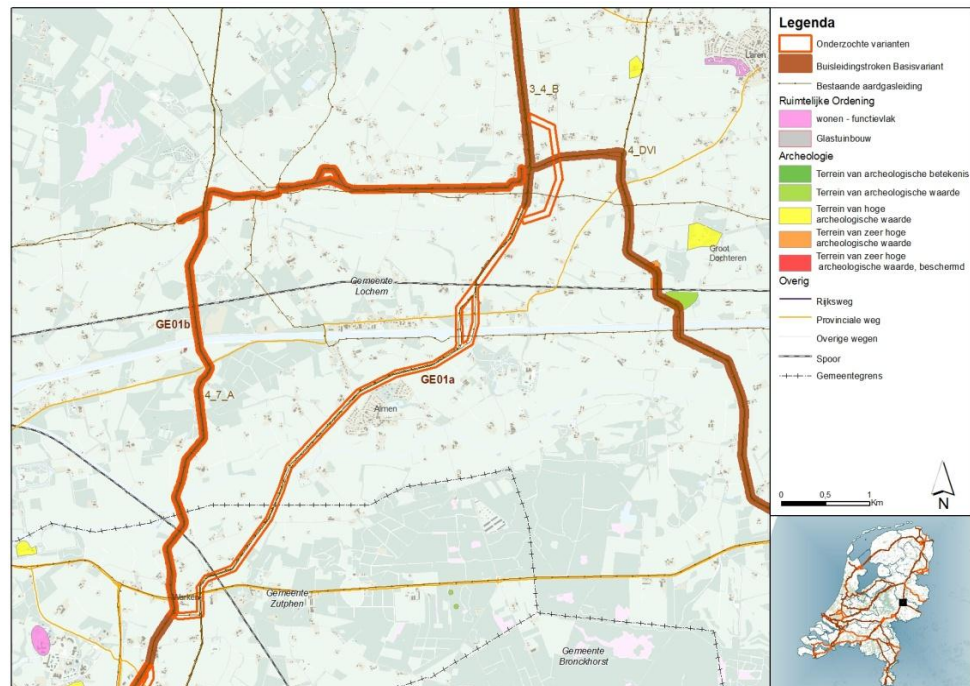 Laren
3_4_B
4_DVI
Groot
Dochteren
Gemeente
Lochem
GE01b
GE01a
4_7_A
Almen
Warken
Gemeente
Zutphen
Gemeente
Bronckhorst
Legenda
Onderzochte varianten
Buisleidingstroken Basisvariant
Bestaande aardgasleiding
Ruimtelijke Ordening
wonen - functievlak
Glastuinbouw
Archeologie
Terrein van archeologische betekenis
Terrein van archeologische waarde
Terrein van hoge
archeologische waarde
Terrein van zeer hoge
archeologische waarde
Terrein van zeer hoge
archeologische waarde, beschermd
Overig
Rijksweg
Provinciale weg
Overige wegen
Spoor
Gemeentegrens
0 0,5 1
Km
N